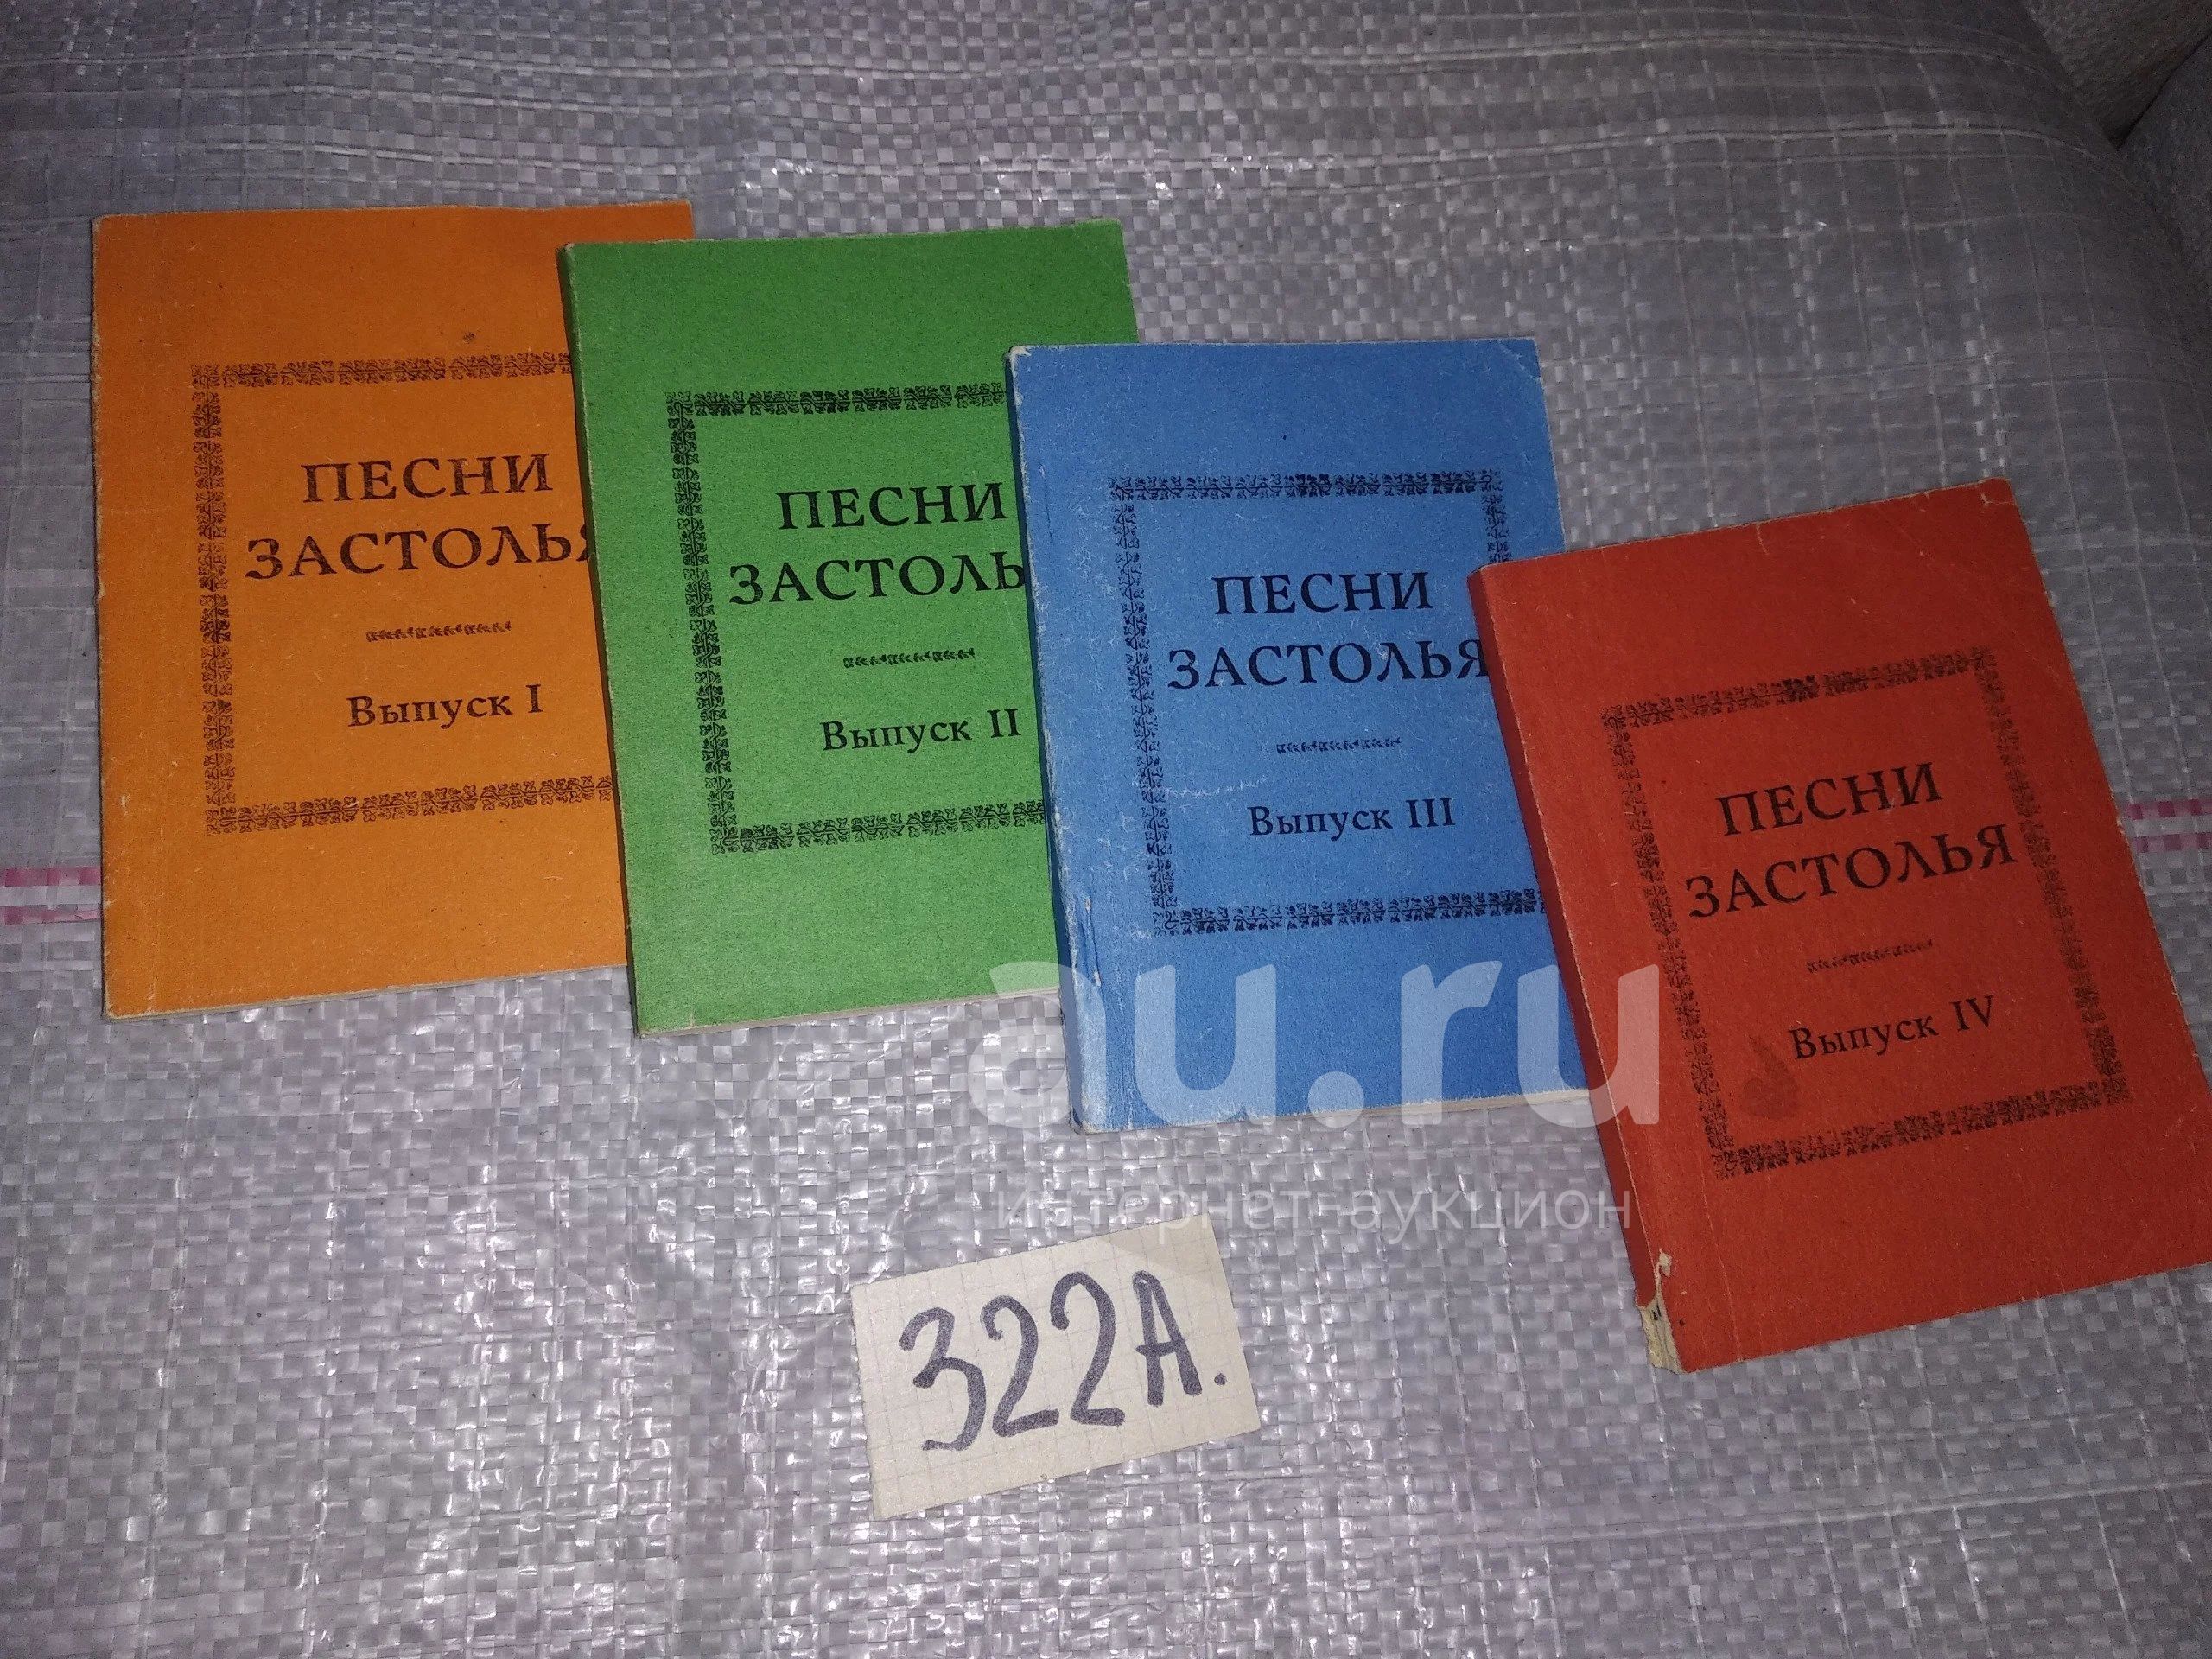 ПЕСНИ
ЗАСТОЛЬЯ
Выпуск I
ПЕСНИ
ЗАСТОЛЬ
Выпуск II
ПЕСНИ
ЗАСТОЛЬЯ
Выпуск III
ПЕСНИ
ЗАСТОЛЬЯ
Выпуск IV
au.ru
интернет-аукцион
322А.